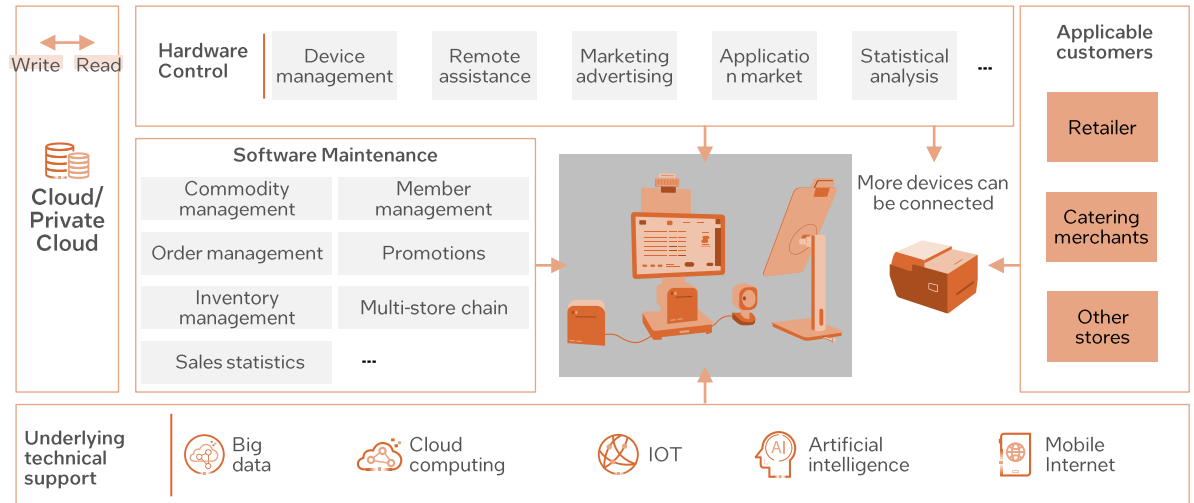 Write Read
Cloud/
Private
Cloud
Hardware
Control
Device
management
Remote
assistance
Marketing
advertising
Applicatio
n market
Statistical
analysis
...
Software Maintenance
Commodity
management
Member
management
Order management
Promotions
Inventory
management
Multi-store chain
Sales statistics
...
More devices can
be connected
Applicable
customers
Retailer
Catering
merchants
Other
stores
Underlying
technical
support
Big
data
Cloud
computing
IOT
AI
Artificial
intelligence
Mobile
Internet